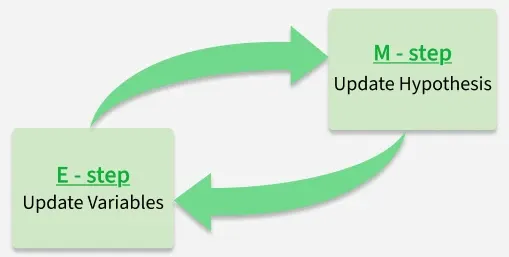 M - step
Update Hypothesis
E - step
Update Variables